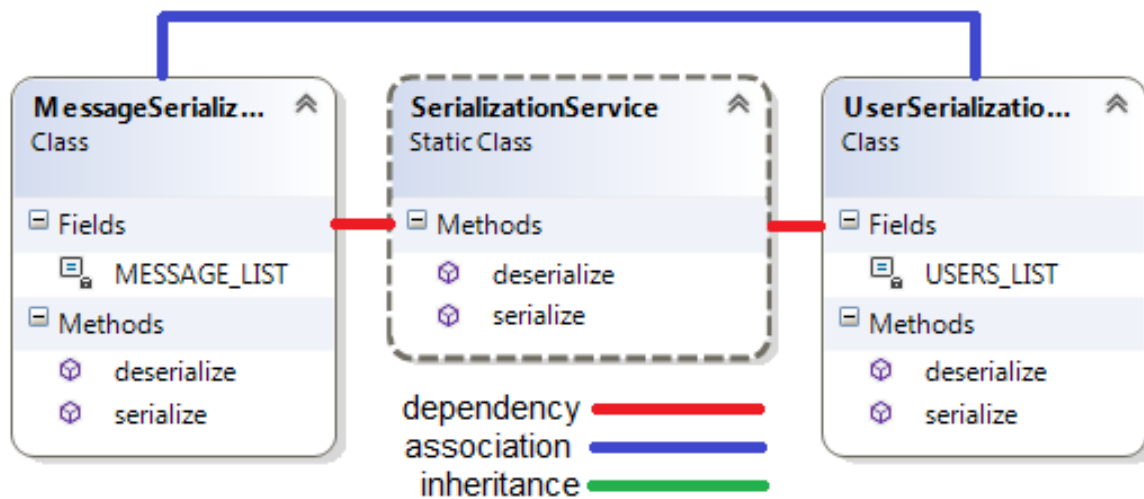 MessageSerializ...
Class
Fields
MESSAGE_LIST
Methods
deserialize
serialize
SerializationService
Static Class
Methods
deserialize
serialize
UserSerializatio...
Class
Fields
USERS_LIST
Methods
deserialize
serialize
dependency
association
inheritance